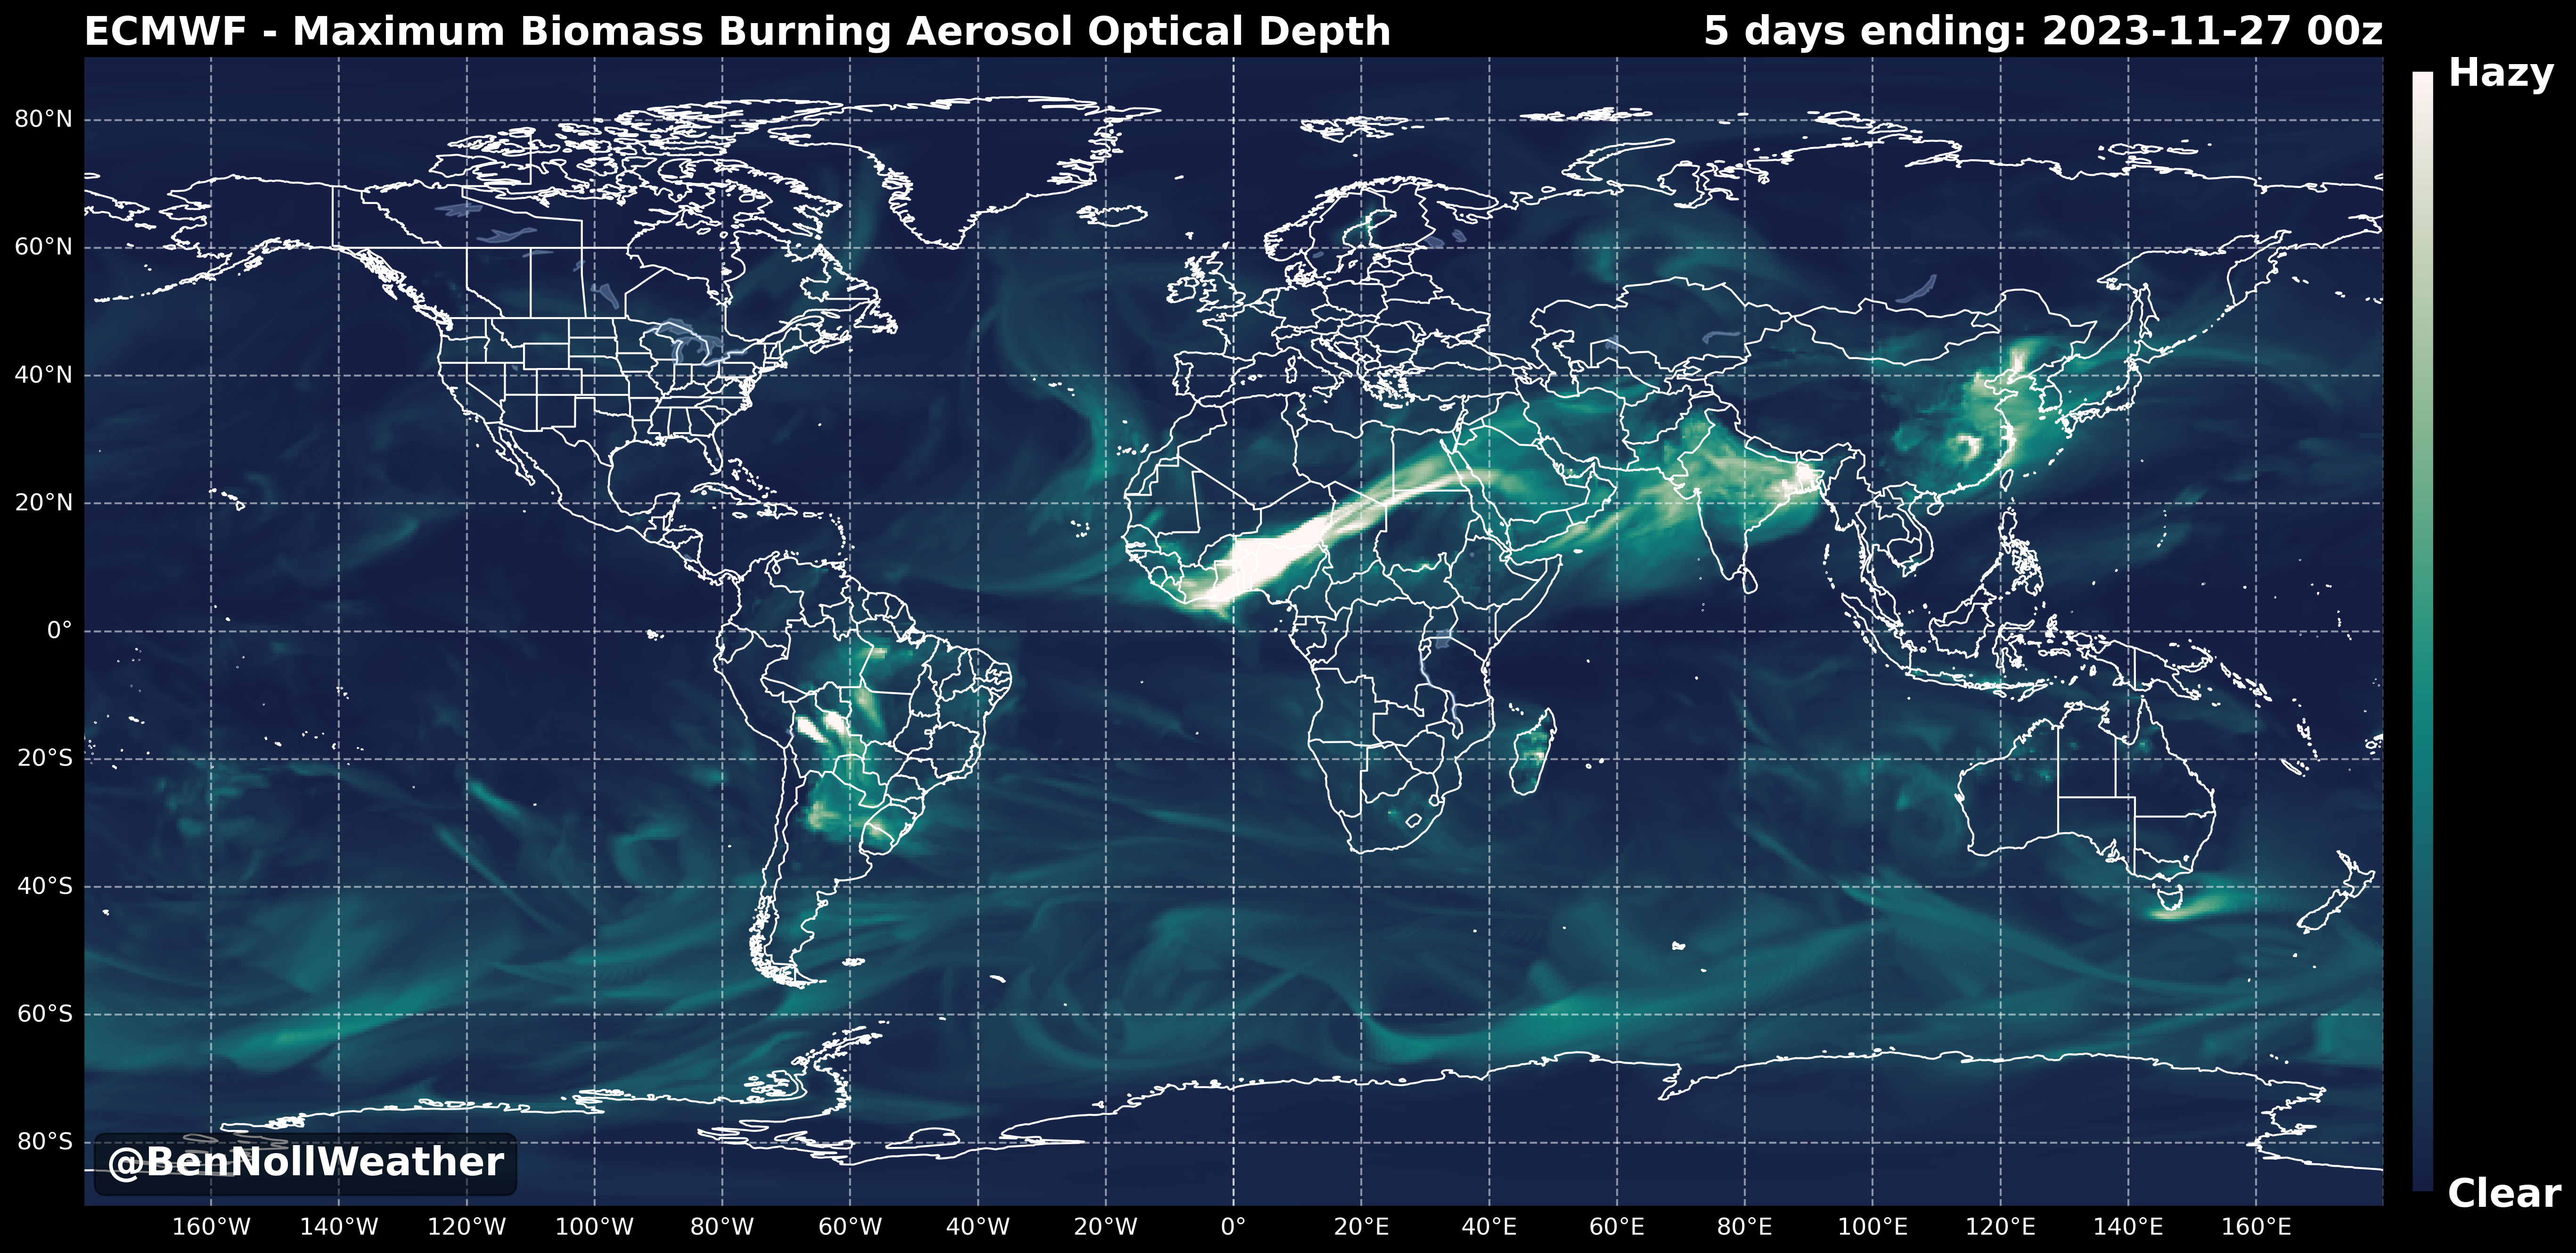 ECMWF - Maximum Biomass Burning Aerosol Optical Depth
5 days ending: 2023-11-27 00z
Hazy
80°N
60°N
40°N
20°N
0°
20°S
40°S
60°S
80°S
@BenNollWeather
Clear
160°W 140°W 120°W 100°W 80°W 60°W 40°W 20°W 0° 20°E 40°E 60°E 80°E 100°E 120°E 140°E 160°E